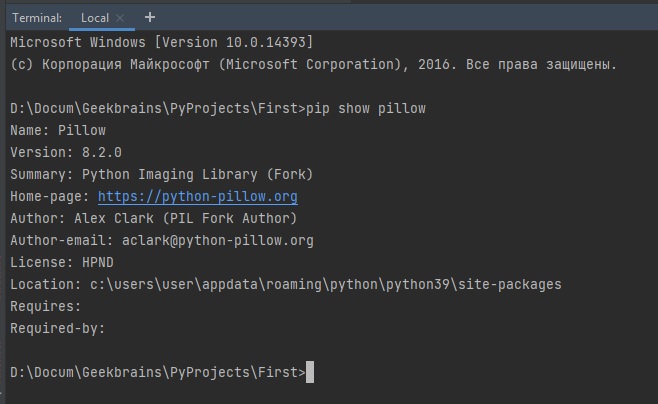 Terminal: Local × +
Microsoft Windows [Version 10.0.14393]
(c) Корпорация Майкрософт (Microsoft Corporation), 2016. Все права защищены.
D:\Docum\Geekbrains\PyProjects\First>pip show pillow
Name: Pillow
Version: 8.2.0
Summary: Python Imaging Library (Fork)
Home-page: https://python-pillow.org
Author: Alex Clark (PIL Fork Author)
Author-email: aclark@python-pillow.org
License: HPND
Location: c:\users\user\appdata\roaming\python\python39\site-packages
Requires:
Required-by:
D:\Docum\Geekbrains\PyProjects\First>